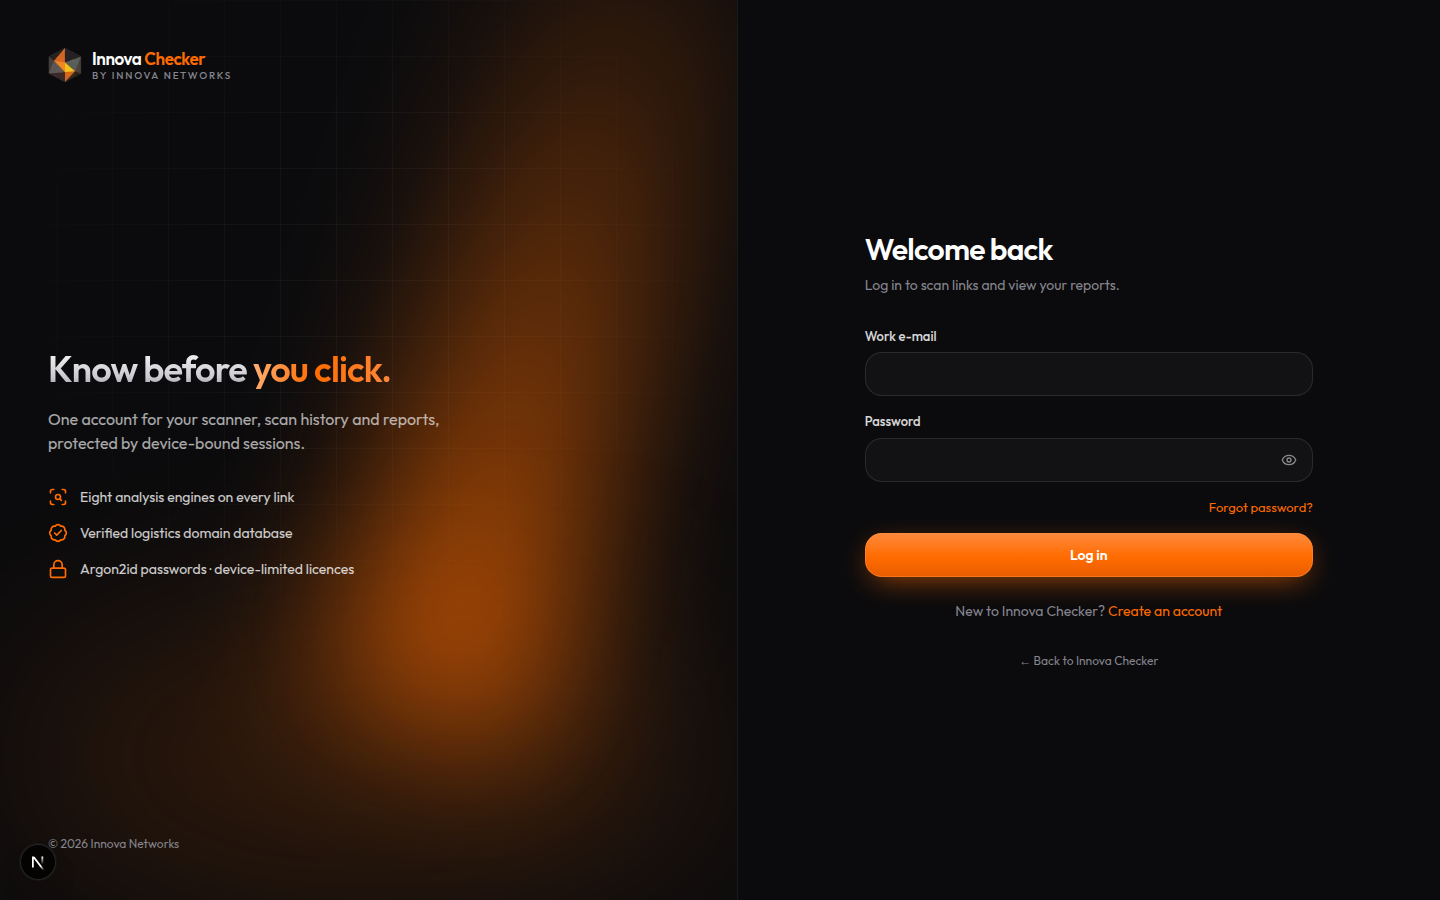 Innova Checker
BY INNOVA NETWORKS
Know before you click.
One account for your scanner, scan history and reports,
protected by device-bound sessions.
Eight analysis engines on every link
Verified logistics domain database
Argon2id passwords · device-limited licences
© 2026 Innova Networks
N
Welcome back
Log in to scan links and view your reports.
Work e-mail
Password
Forgot password?
Log in
New to Innova Checker? Create an account
← Back to Innova Checker